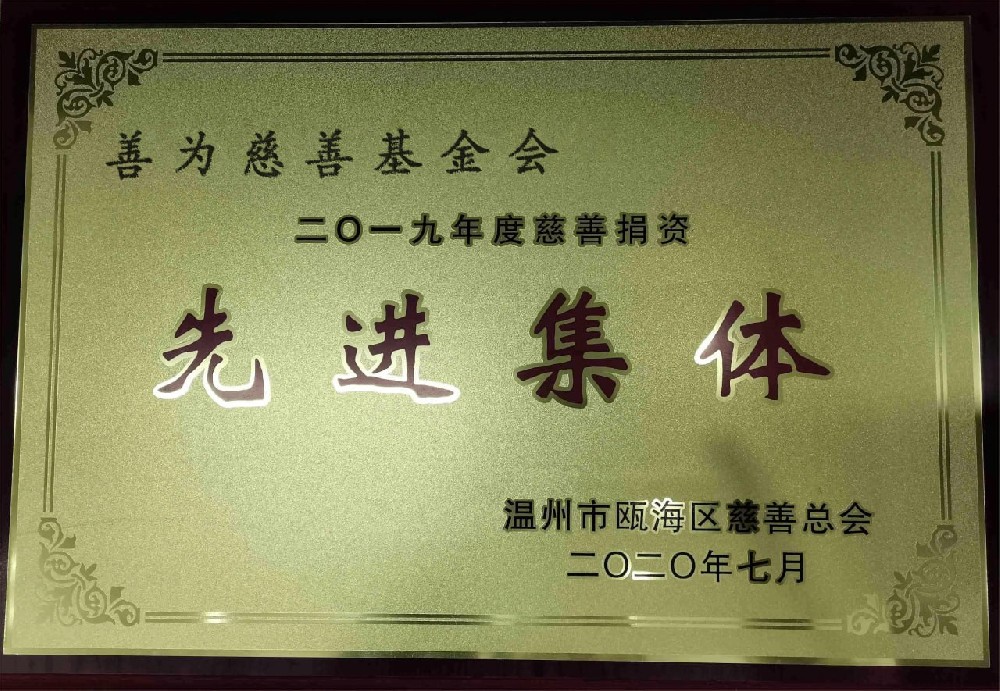 善为慈善基金会
二〇一九年度慈善捐资
先进集体
温州市瓯海区慈善总会
二〇二〇年七月